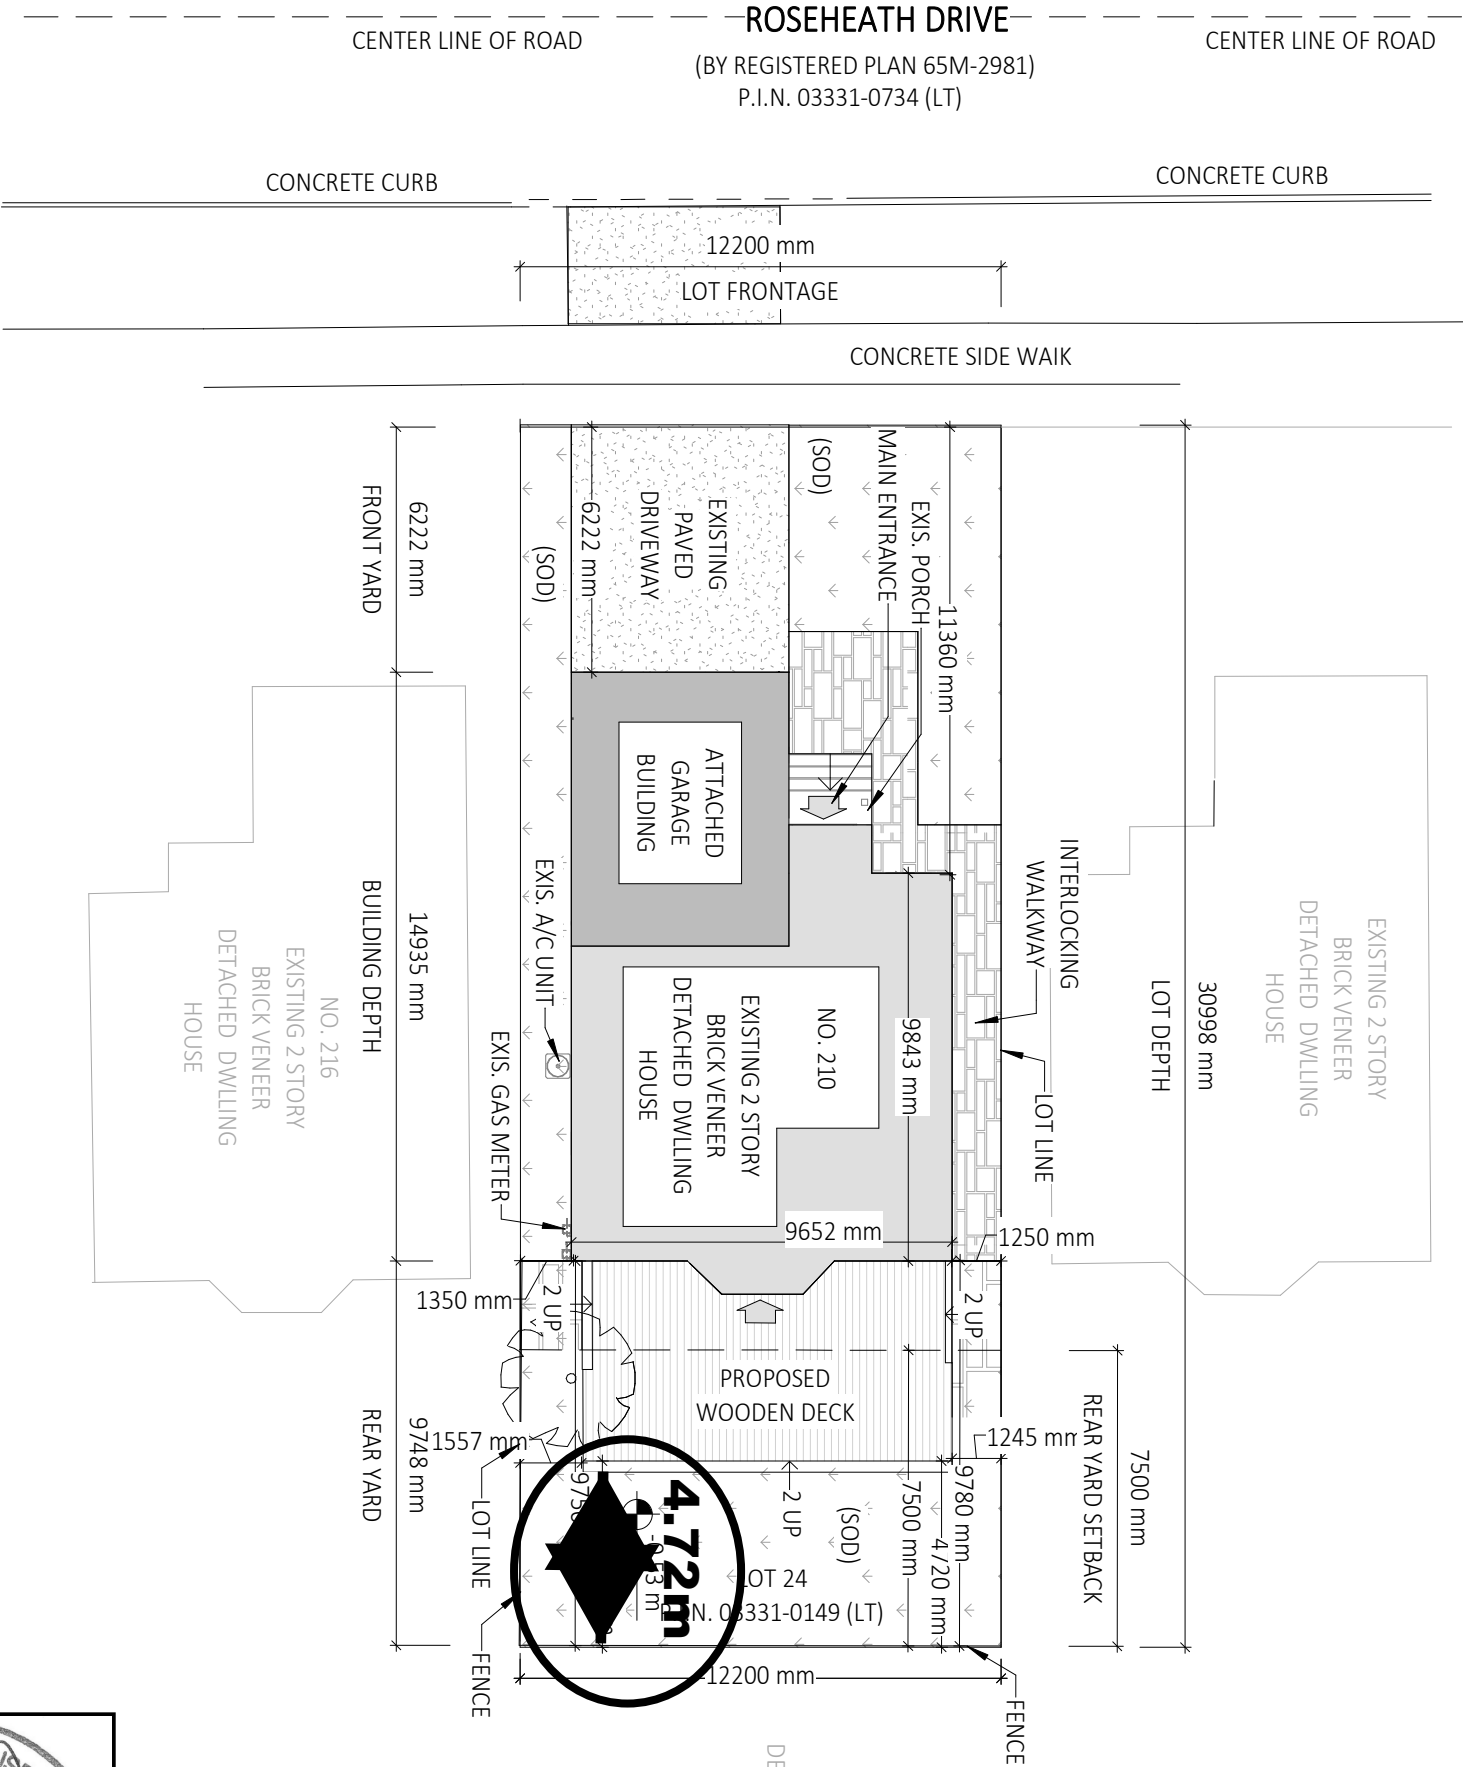 ROSEHEATH DRIVE
CENTER LINE OF ROAD
CENTER LINE OF ROAD
(BY REGISTERED PLAN 65M-2981)
P.I.N. 03331-0734 (LT)
CONCRETE CURB
CONCRETE CURB
12200 mm
LOT FRONTAGE
CONCRETE SIDE WAIK
6222 mm
FRONT YARD
(SOD)
6222 mm
EXISTING
PAVED
DRIVEWAY
(SOD)
MAIN ENTRANCE
EXIS. PORCH
11360 mm
ATTACHED
GARAGE
BUILDING
INTERLOCKING
WALKWAY
LOT LINE
30998 mm
LOT DEPTH
EXISTING 2 STORY
BRICK VENEER
DETACHED DWLLING
HOUSE
14935 mm
BUILDING DEPTH
NO. 216
EXISTING 2 STORY
BRICK VENEER
DETACHED DWLLING
HOUSE
EXIS. A/C UNIT
EXIS. GAS METER
NO. 210
EXISTING 2 STORY
BRICK VENEER
DETACHED DWLLING
HOUSE
9843 mm
9652 mm
1250 mm
1350 mm
2 UP
2 UP
PROPOSED
WOODEN DECK
9748 mm
REAR YARD
1557 mm
1245 mm
7500 mm
REAR YARD SETBACK
LOT LINE
FENCE
4.72m
2 UP
(SOD)
7500 mm
4720 mm
9780 mm
LOT 24
03331-0149 (LT)
12200 mm
FENCE